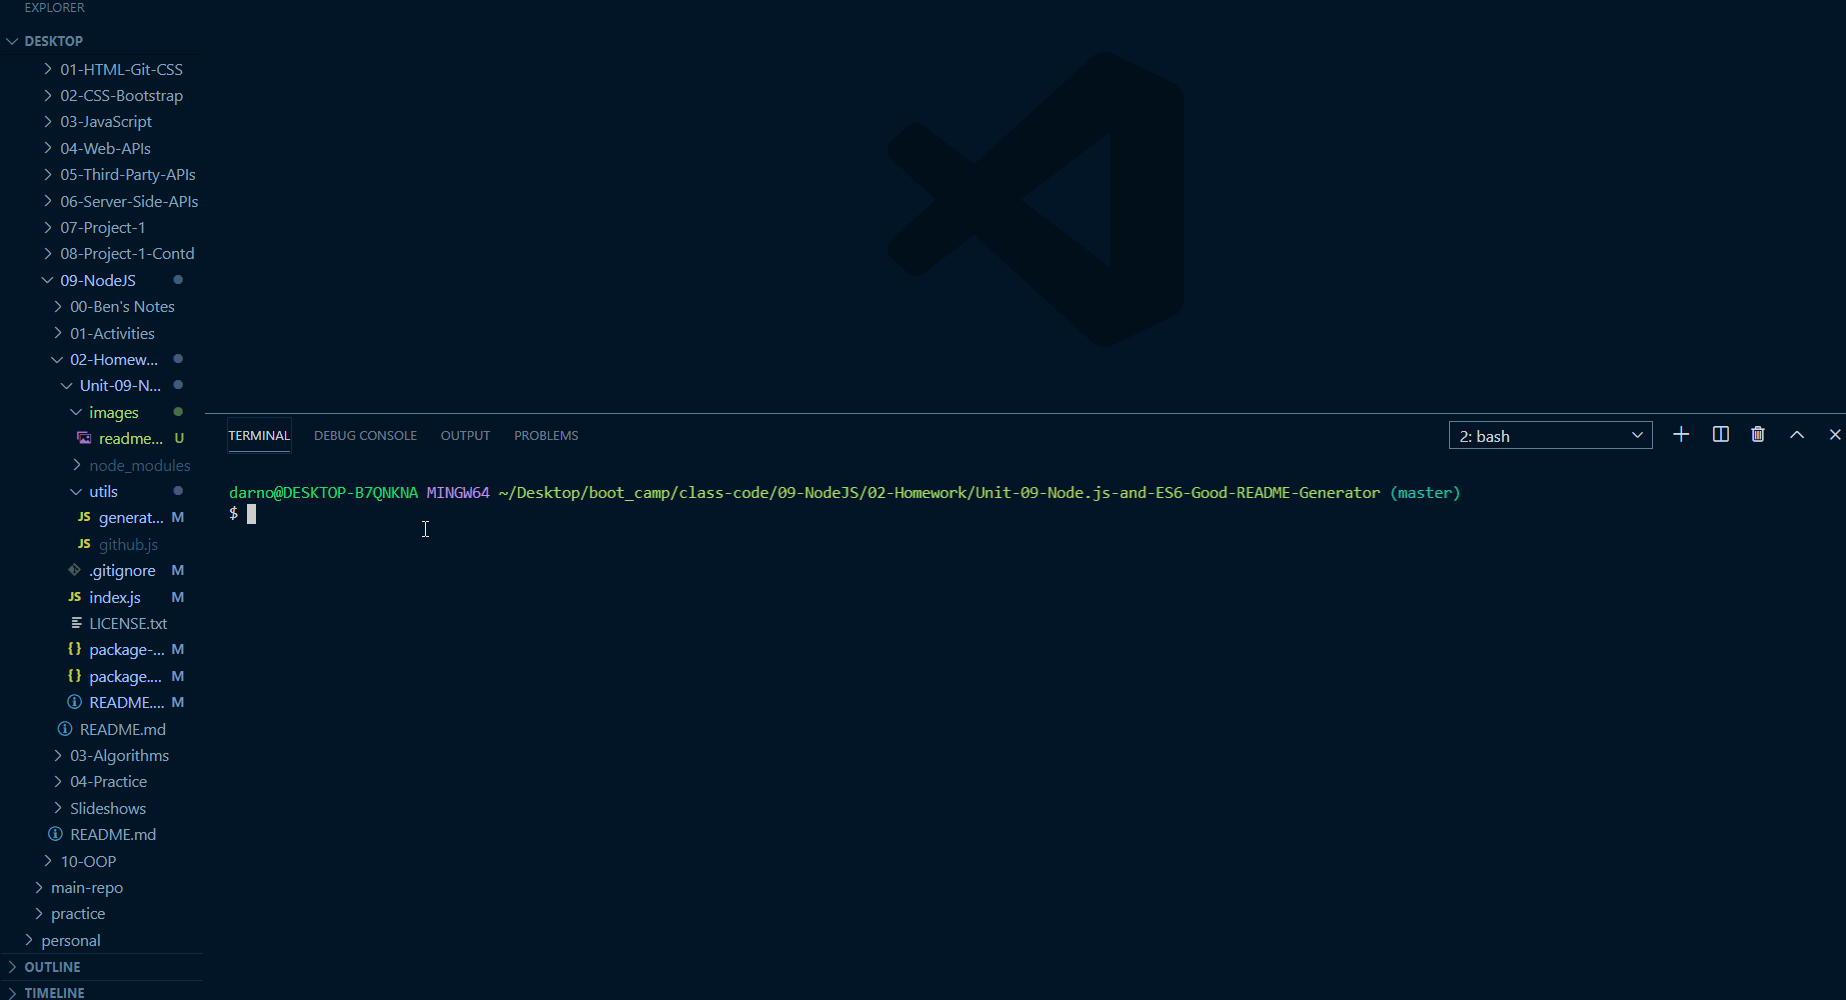 EXPLORER
DESKTOP
01-HTML-Git-CSS
02-CSS-Bootstrap
03-JavaScript
04-Web-APIs
05-Third-Party-APIs
06-Server-Side-APIs
07-Project-1
08-Project-1-Contd
09-NodeJS
00-Ben's Notes
01-Activities
02-Homew...
Unit-09-N...
images
readme... U
node_modules
utils
JS generat... M
JS github.js
.gitignore M
JS index.js M
LICENSE.txt
{} package-... M
{} package.... M
README.... M
README.md
03-Algorithms
04-Practice
Slideshows
README.md
10-OOP
main-repo
practice
personal
OUTLINE
TIMELINE
TERMINAL DEBUG CONSOLE OUTPUT PROBLEMS 2: bash
darno@DESKTOP-B7QNKNA MINGW64 ~/Desktop/boot_camp/class-code/09-NodeJS/02-Homework/Unit-09-Node.js-and-ES6-Good-README-Generator (master)
$